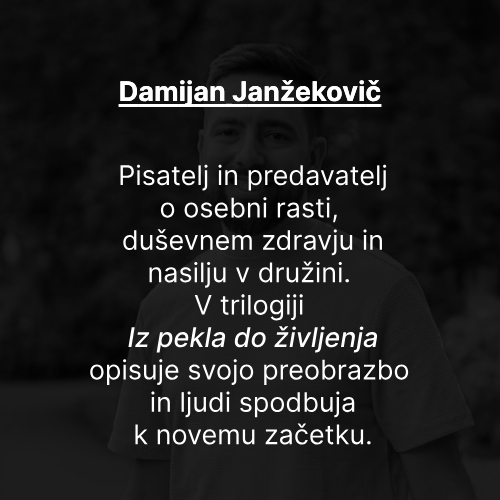 Damijan Janžekovič
Pisatelj in predavatelj
o osebni rasti,
duševnem zdravju in
nasilju v družini.
V trilogiji
Iz pekla do življenja
opisuje svojo preobrazbo
in ljudi spodbuja
k novemu začetku.